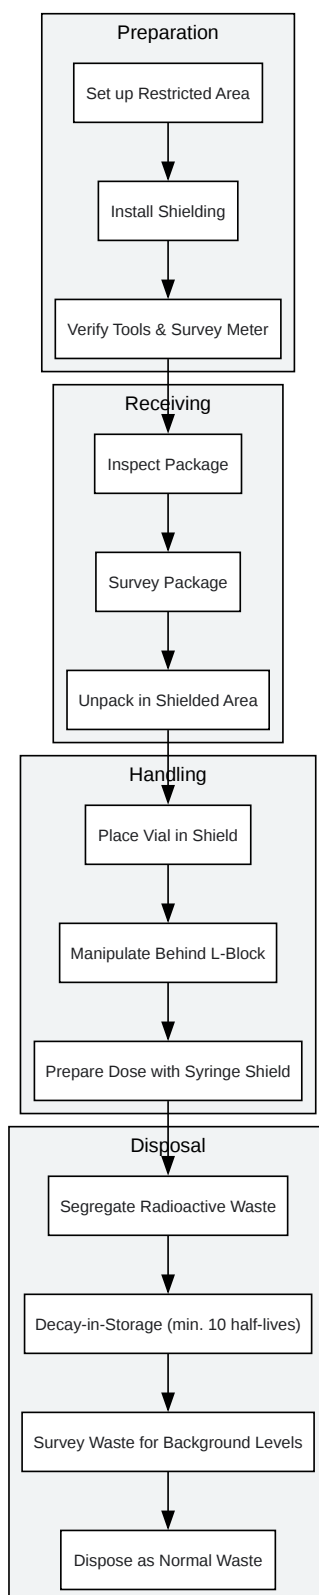 Preparation
Set up Restricted Area
Install Shielding
Verify Tools & Survey Meter
Receiving
Inspect Package
Survey Package
Unpack in Shielded Area
Handling
Place Vial in Shield
Manipulate Behind L-Block
Prepare Dose with Syringe Shield
Disposal
Segregate Radioactive Waste
Decay-in-Storage (min. 10 half-lives)
Survey Waste for Background Levels
Dispose as Normal Waste